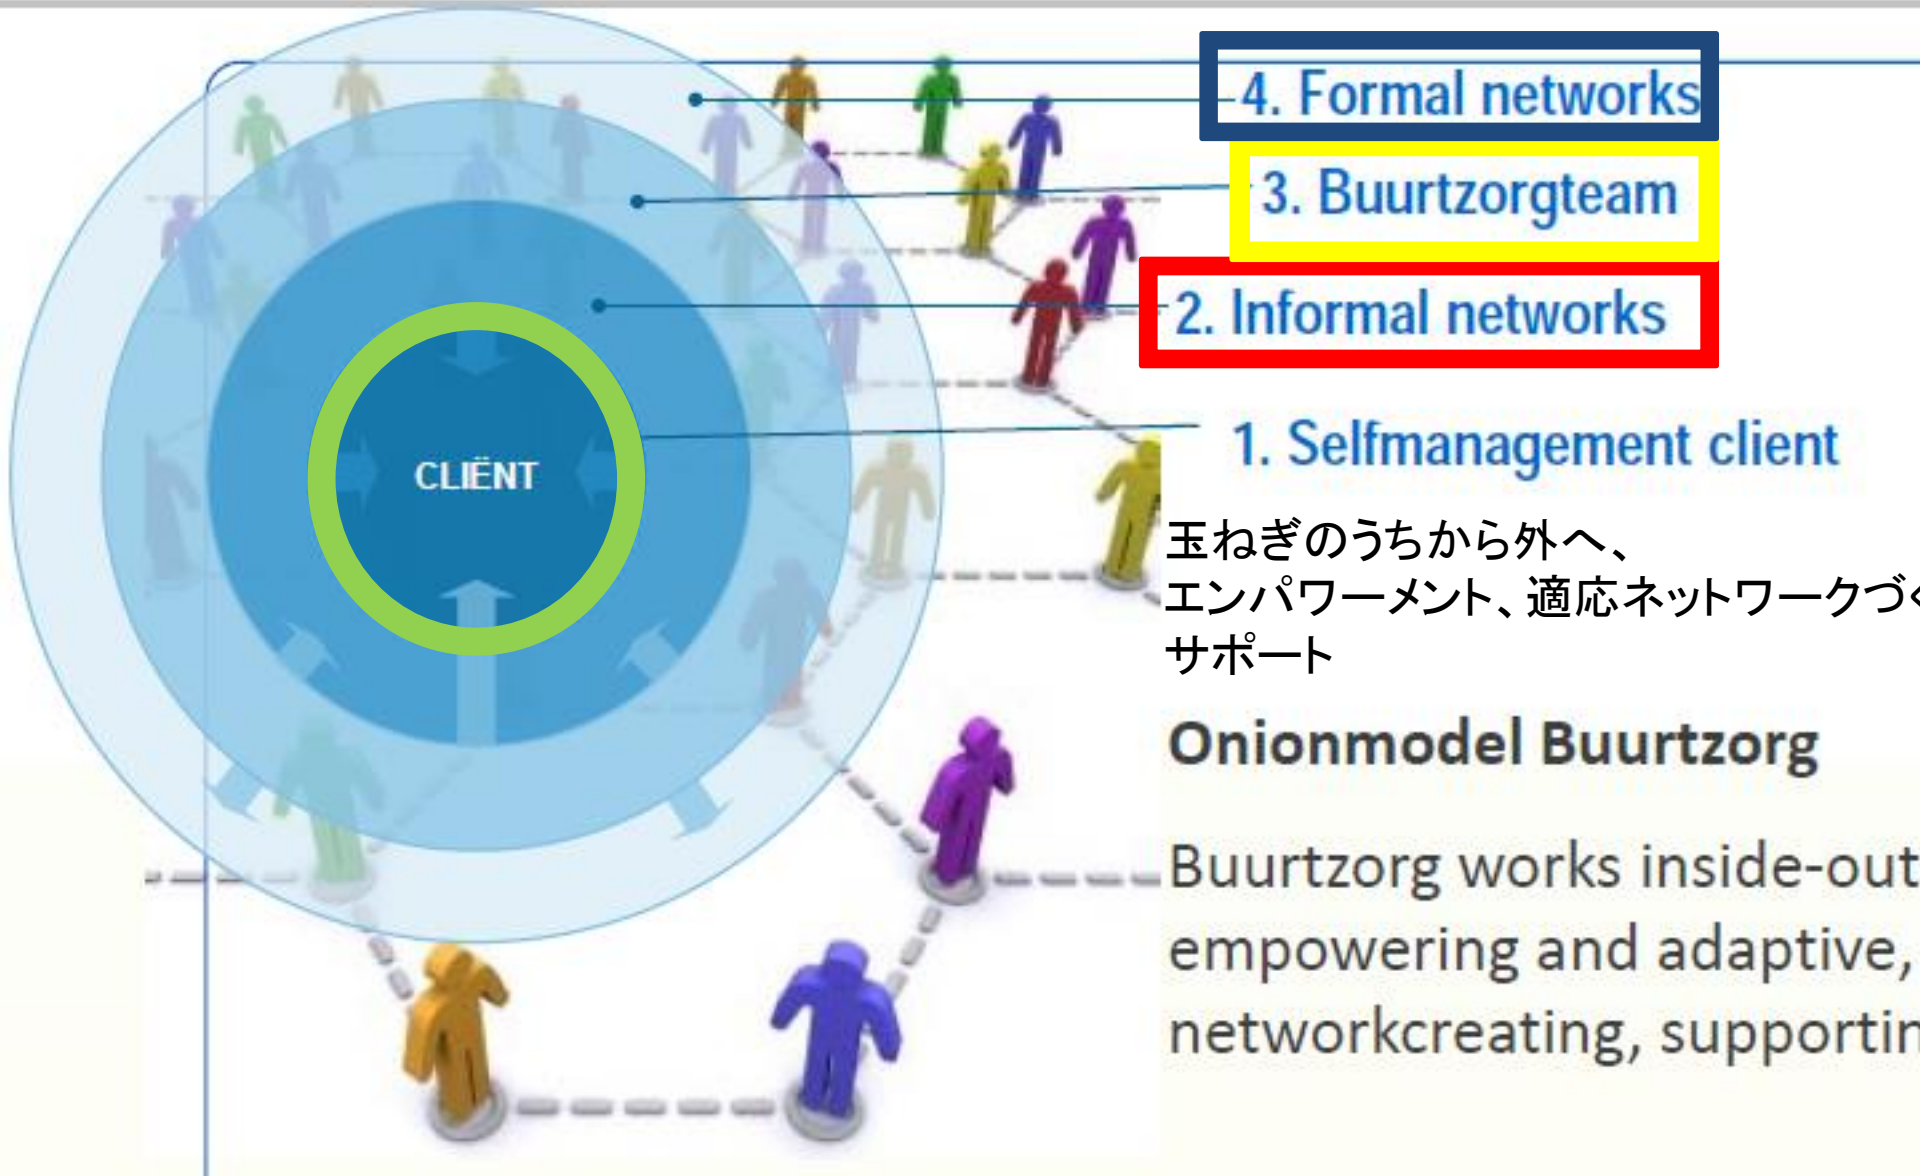 4. Formal networks
3. Buurtzorgteam
2. Informal networks
1. Selfmanagement client
CLIËNT
玉ねぎのうちから外へ、
エンパワーメント、適応ネットワークづく
サポート
Onionmodel Buurtzorg
Buurtzorg works inside-out
empowering and adaptive,
networkcreating, supportin